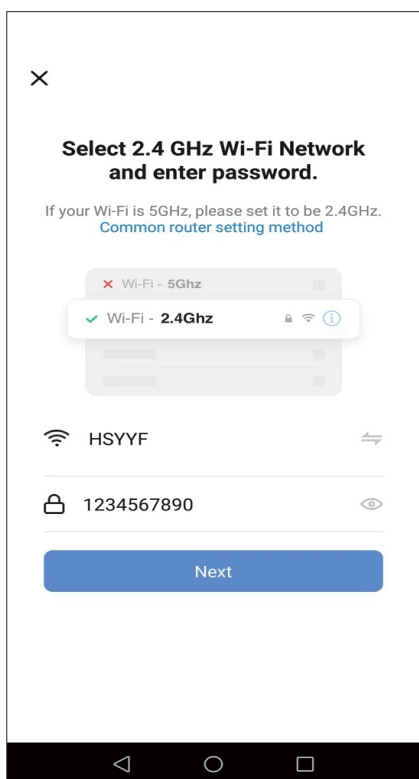 Select 2.4 GHz Wi-Fi Network
and enter password.
If your Wi-Fi is 5GHz, please set it to be 2.4GHz.
Common router setting method
Wi-Fi - 5Ghz
Wi-Fi - 2.4Ghz
HSYYF
1234567890
Next